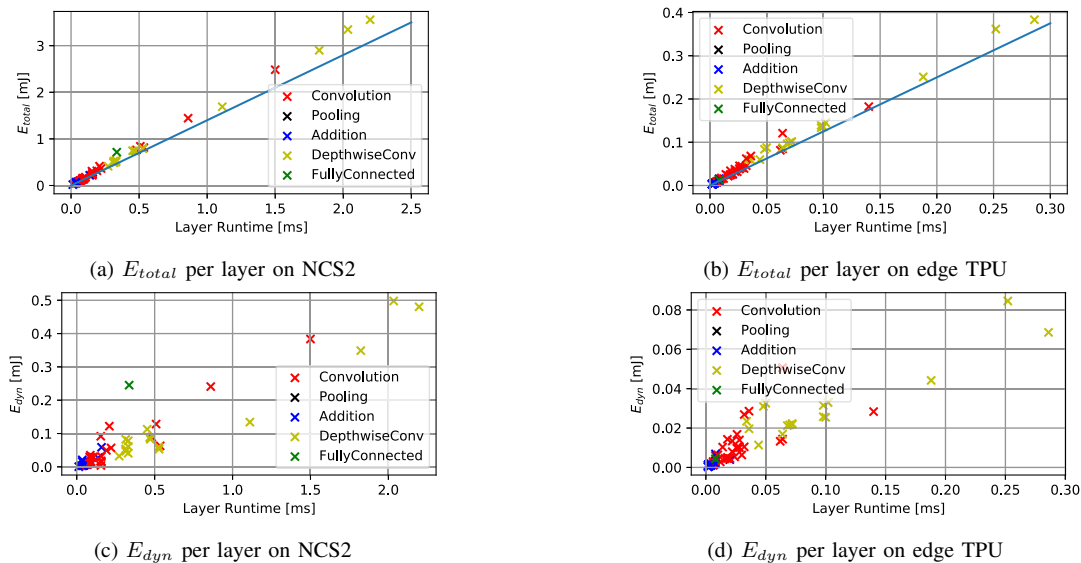 E_total [mJ]
3
2
1
0
Convolution
Pooling
Addition
DepthwiseConv
FullyConnected
0.0 0.5 1.0 1.5 2.0 2.5
Layer Runtime [ms]
(a) E_total per layer on NCS2
E_total [mJ]
0.4
0.3
0.2
0.1
0.0
Convolution
Pooling
Addition
DepthwiseConv
FullyConnected
0.00 0.05 0.10 0.15 0.20 0.25 0.30
Layer Runtime [ms]
(b) E_total per layer on edge TPU
E_dyn [mJ]
0.5
0.4
0.3
0.2
0.1
0.0
Convolution
Pooling
Addition
DepthwiseConv
FullyConnected
0.0 0.5 1.0 1.5 2.0
Layer Runtime [ms]
(c) E_dyn per layer on NCS2
E_dyn [mJ]
0.08
0.06
0.04
0.02
0.00
Convolution
Pooling
Addition
DepthwiseConv
FullyConnected
0.00 0.05 0.10 0.15 0.20 0.25 0.30
Layer Runtime [ms]
(d) E_dyn per layer on edge TPU